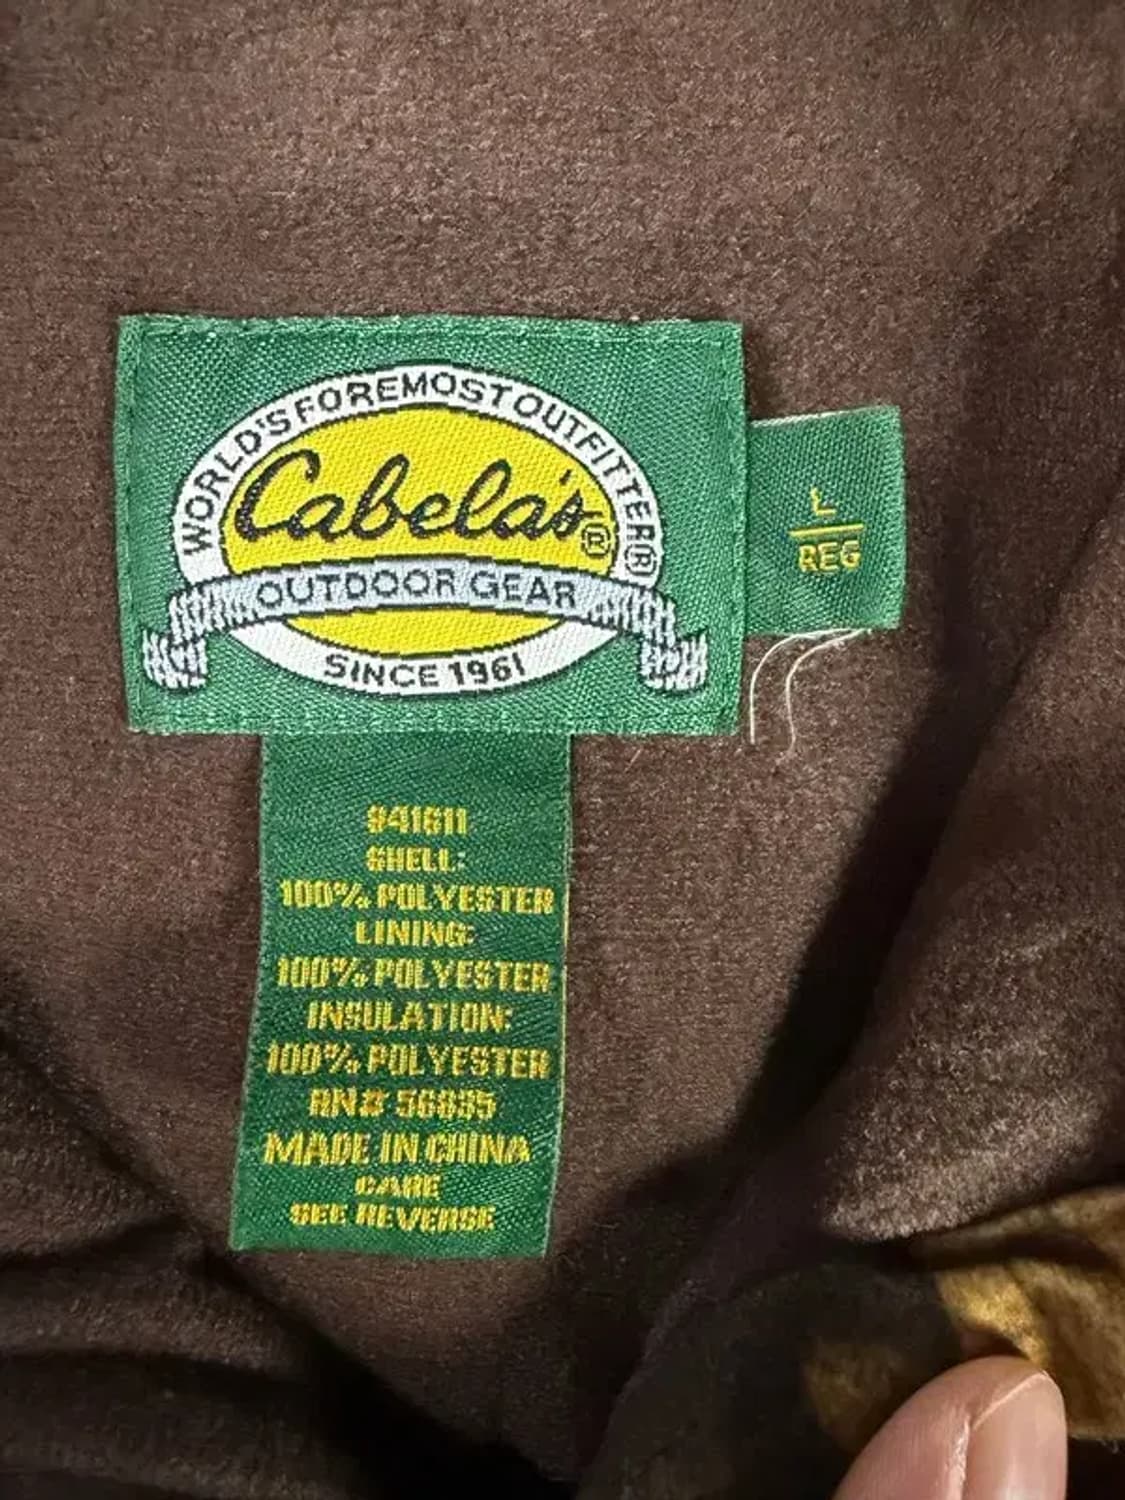 WORLD'S FOREMOST OUTFITTER®
Cabela's®
OUTDOOR GEAR
SINCE 1961
L
REG
SHELL:
100% POLYESTER
LINING:
100% POLYESTER
INSULATION:
100% POLYESTER
RN# 56835
MADE IN CHINA
CARE
SEE REVERSE